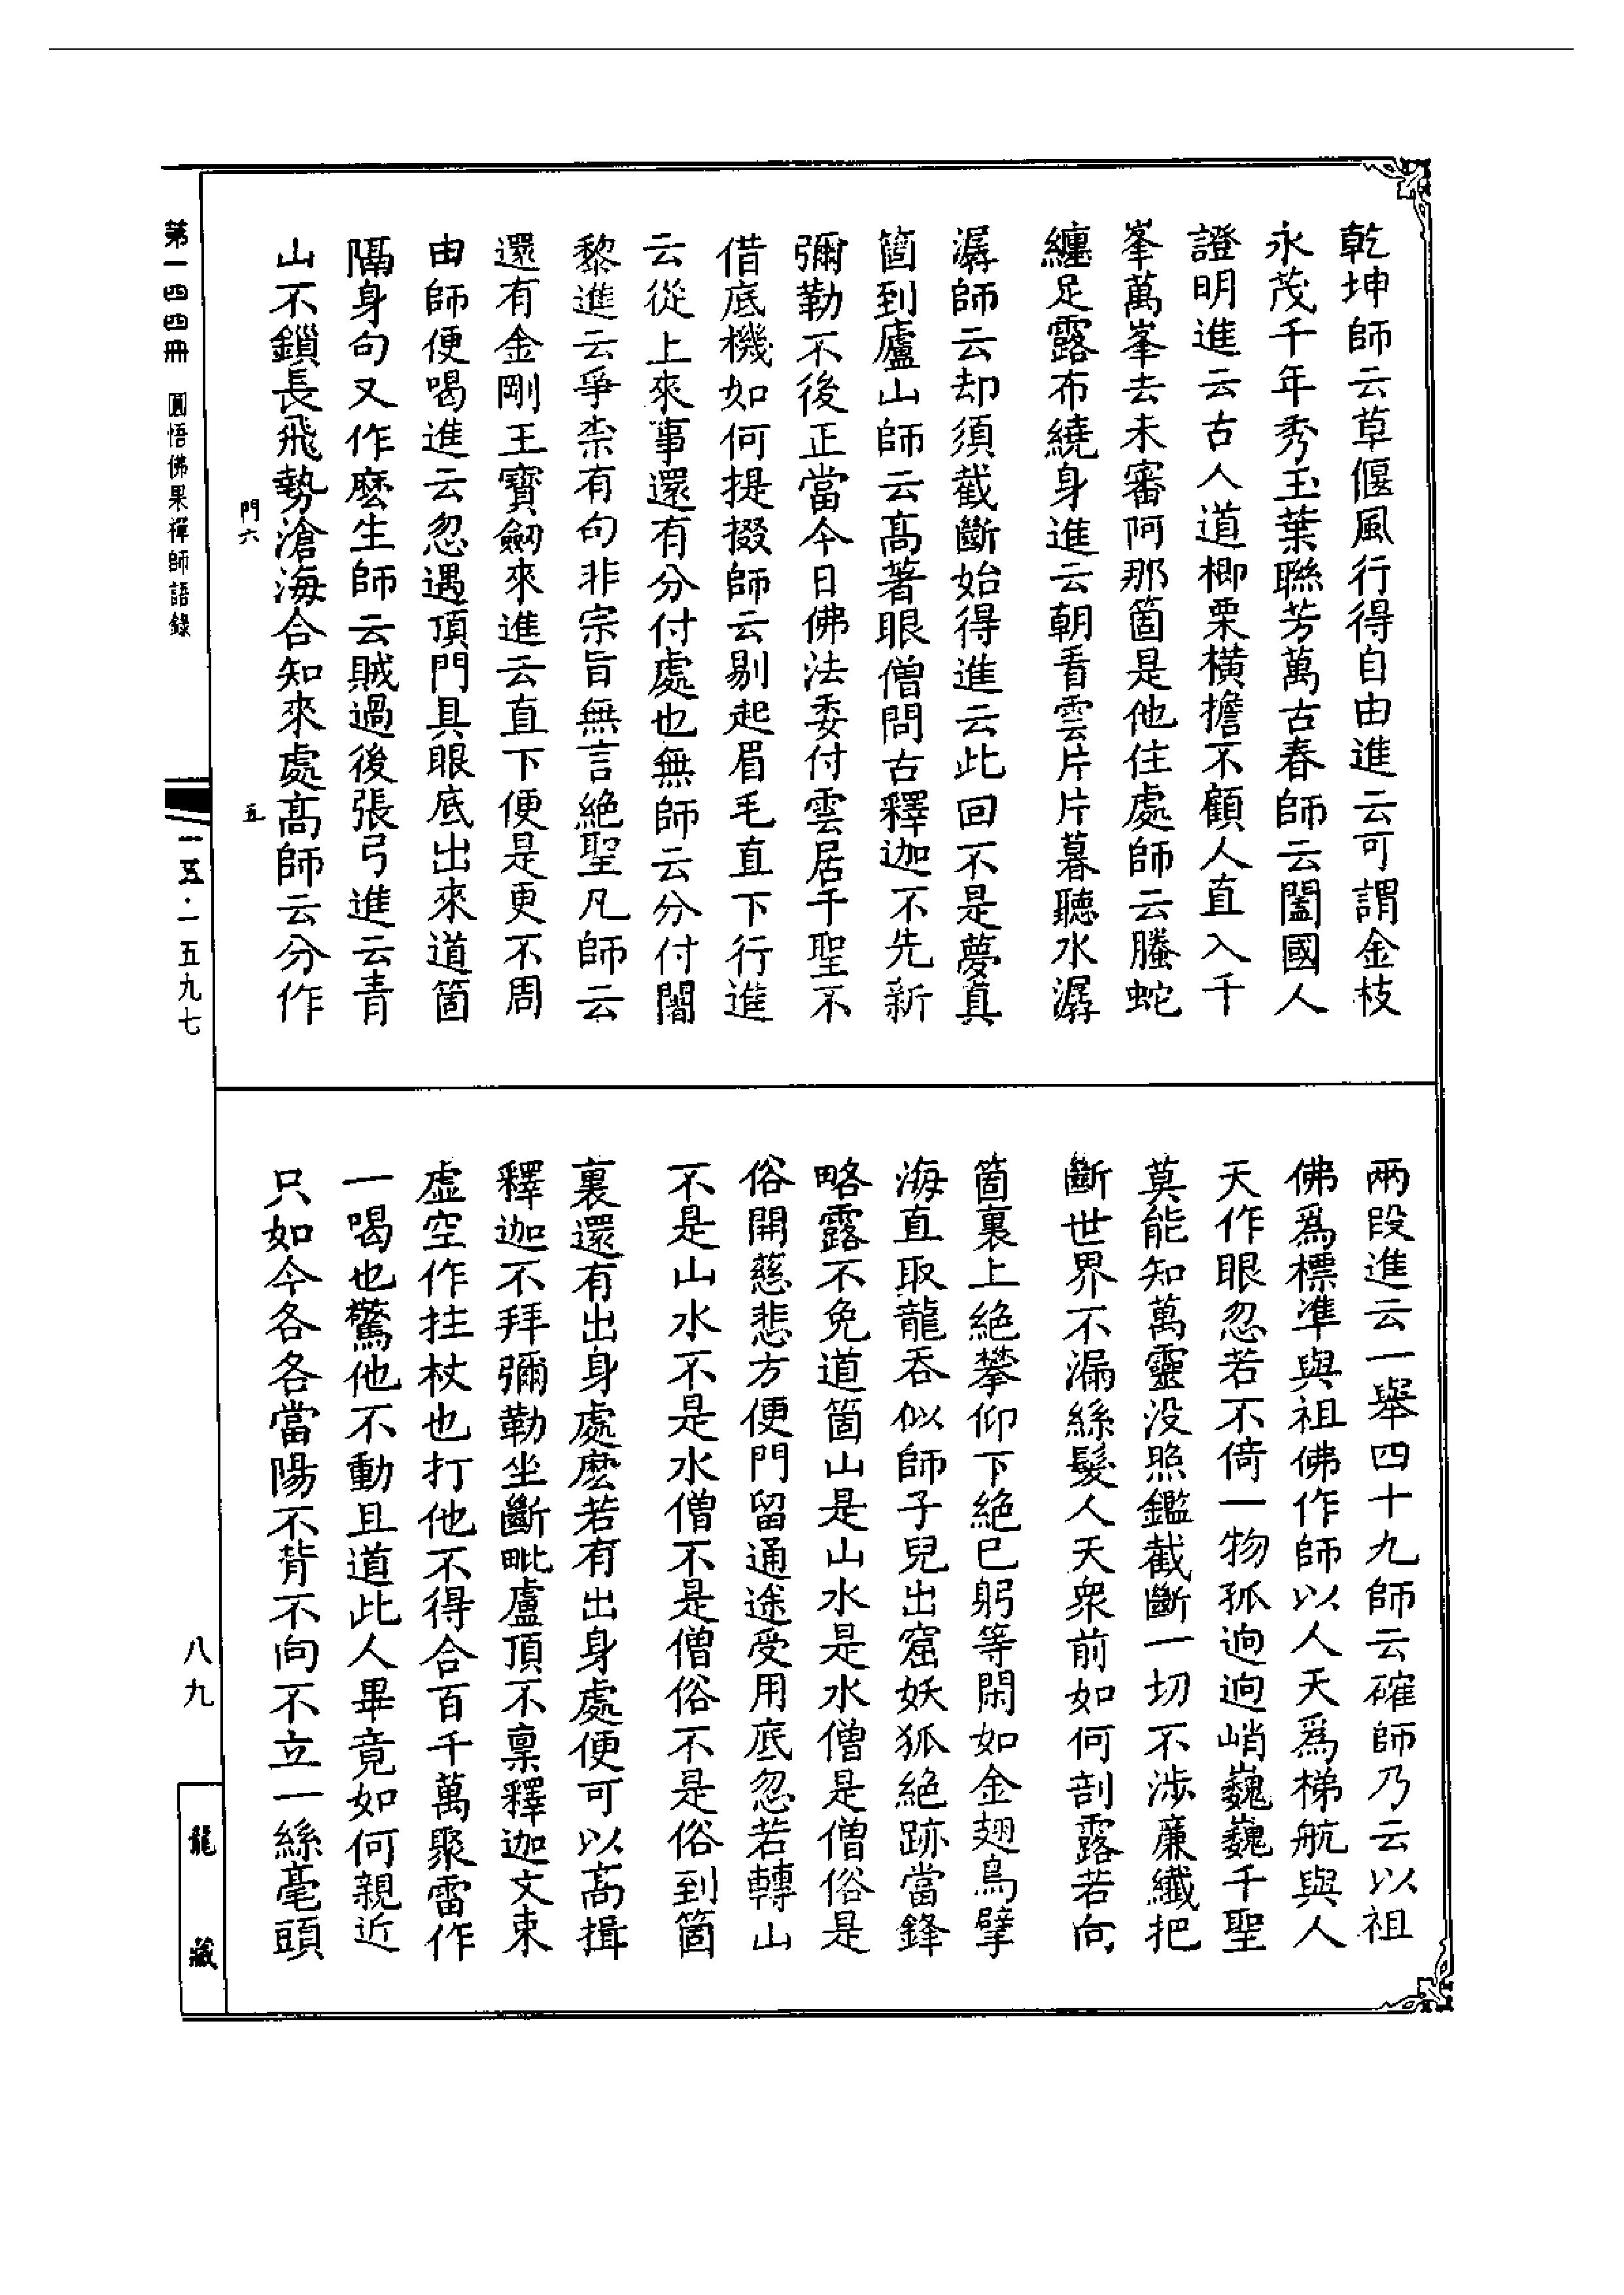 乾坤師云草偃風行得自由進云可謂金枝
永茂千年秀玉葉聯芳萬古春師云闔國人
證明進云古人道楖栗橫擔不顧人直入千
峯萬峯去未審阿那箇是他住處師云螣蛇
纏足露布繞身進云朝看雲片片暮聽水潺
潺師云却須截斷始得進云此回不是夢真
箇到廬山師云高著眼僧問古釋迦不先新
彌勒不後正當今日佛法委付雲居千聖不
借底機如何提掇師云剔起眉毛直下行進
云從上來事還有分付處也無師云分付闍
黎進云爭柰有句非宗旨無言絕聖凡師云
還有金剛王寶劒來進云直下便是更不周
由師便喝進云忽遇頂門具眼底出來道箇
隔身句又作麽生師云賊過後張弓進云青
山不鎖長飛勢滄海合知來處高師云分作
門六
五
兩段進云一舉四十九師云確師乃云以祖
佛爲標準與祖佛作師以人天爲梯航與人
天作眼忽若不倚一物孤迥迥峭巍巍千聖
莫能知萬靈没照鑑截斷一切不涉廉纖把
斷世界不漏絲髮人天衆前如何剖露若向
箇裏上絕攀仰下絕已躬等閑如金翅鳥擘
海直取龍吞似師子兒出窟妖狐絕跡當鋒
略露不免道箇山是山水是水僧是僧俗是
俗開慈悲方便門留通途受用底忽若轉山
不是山水不是水僧不是僧俗不是俗到箇
裏還有出身處麽若有出身處便可以高揖
釋迦不拜彌勒坐斷毗盧頂不稟釋迦文束
虛空作拄杖也打他不得合百千萬聚雷作
一喝也驚他不動且道此人畢竟如何親近
只如今各各當陽不背不向不立一絲毫頭
第一四四冊 圓悟佛果禪師語錄
一五·一五九七
八九
龍藏